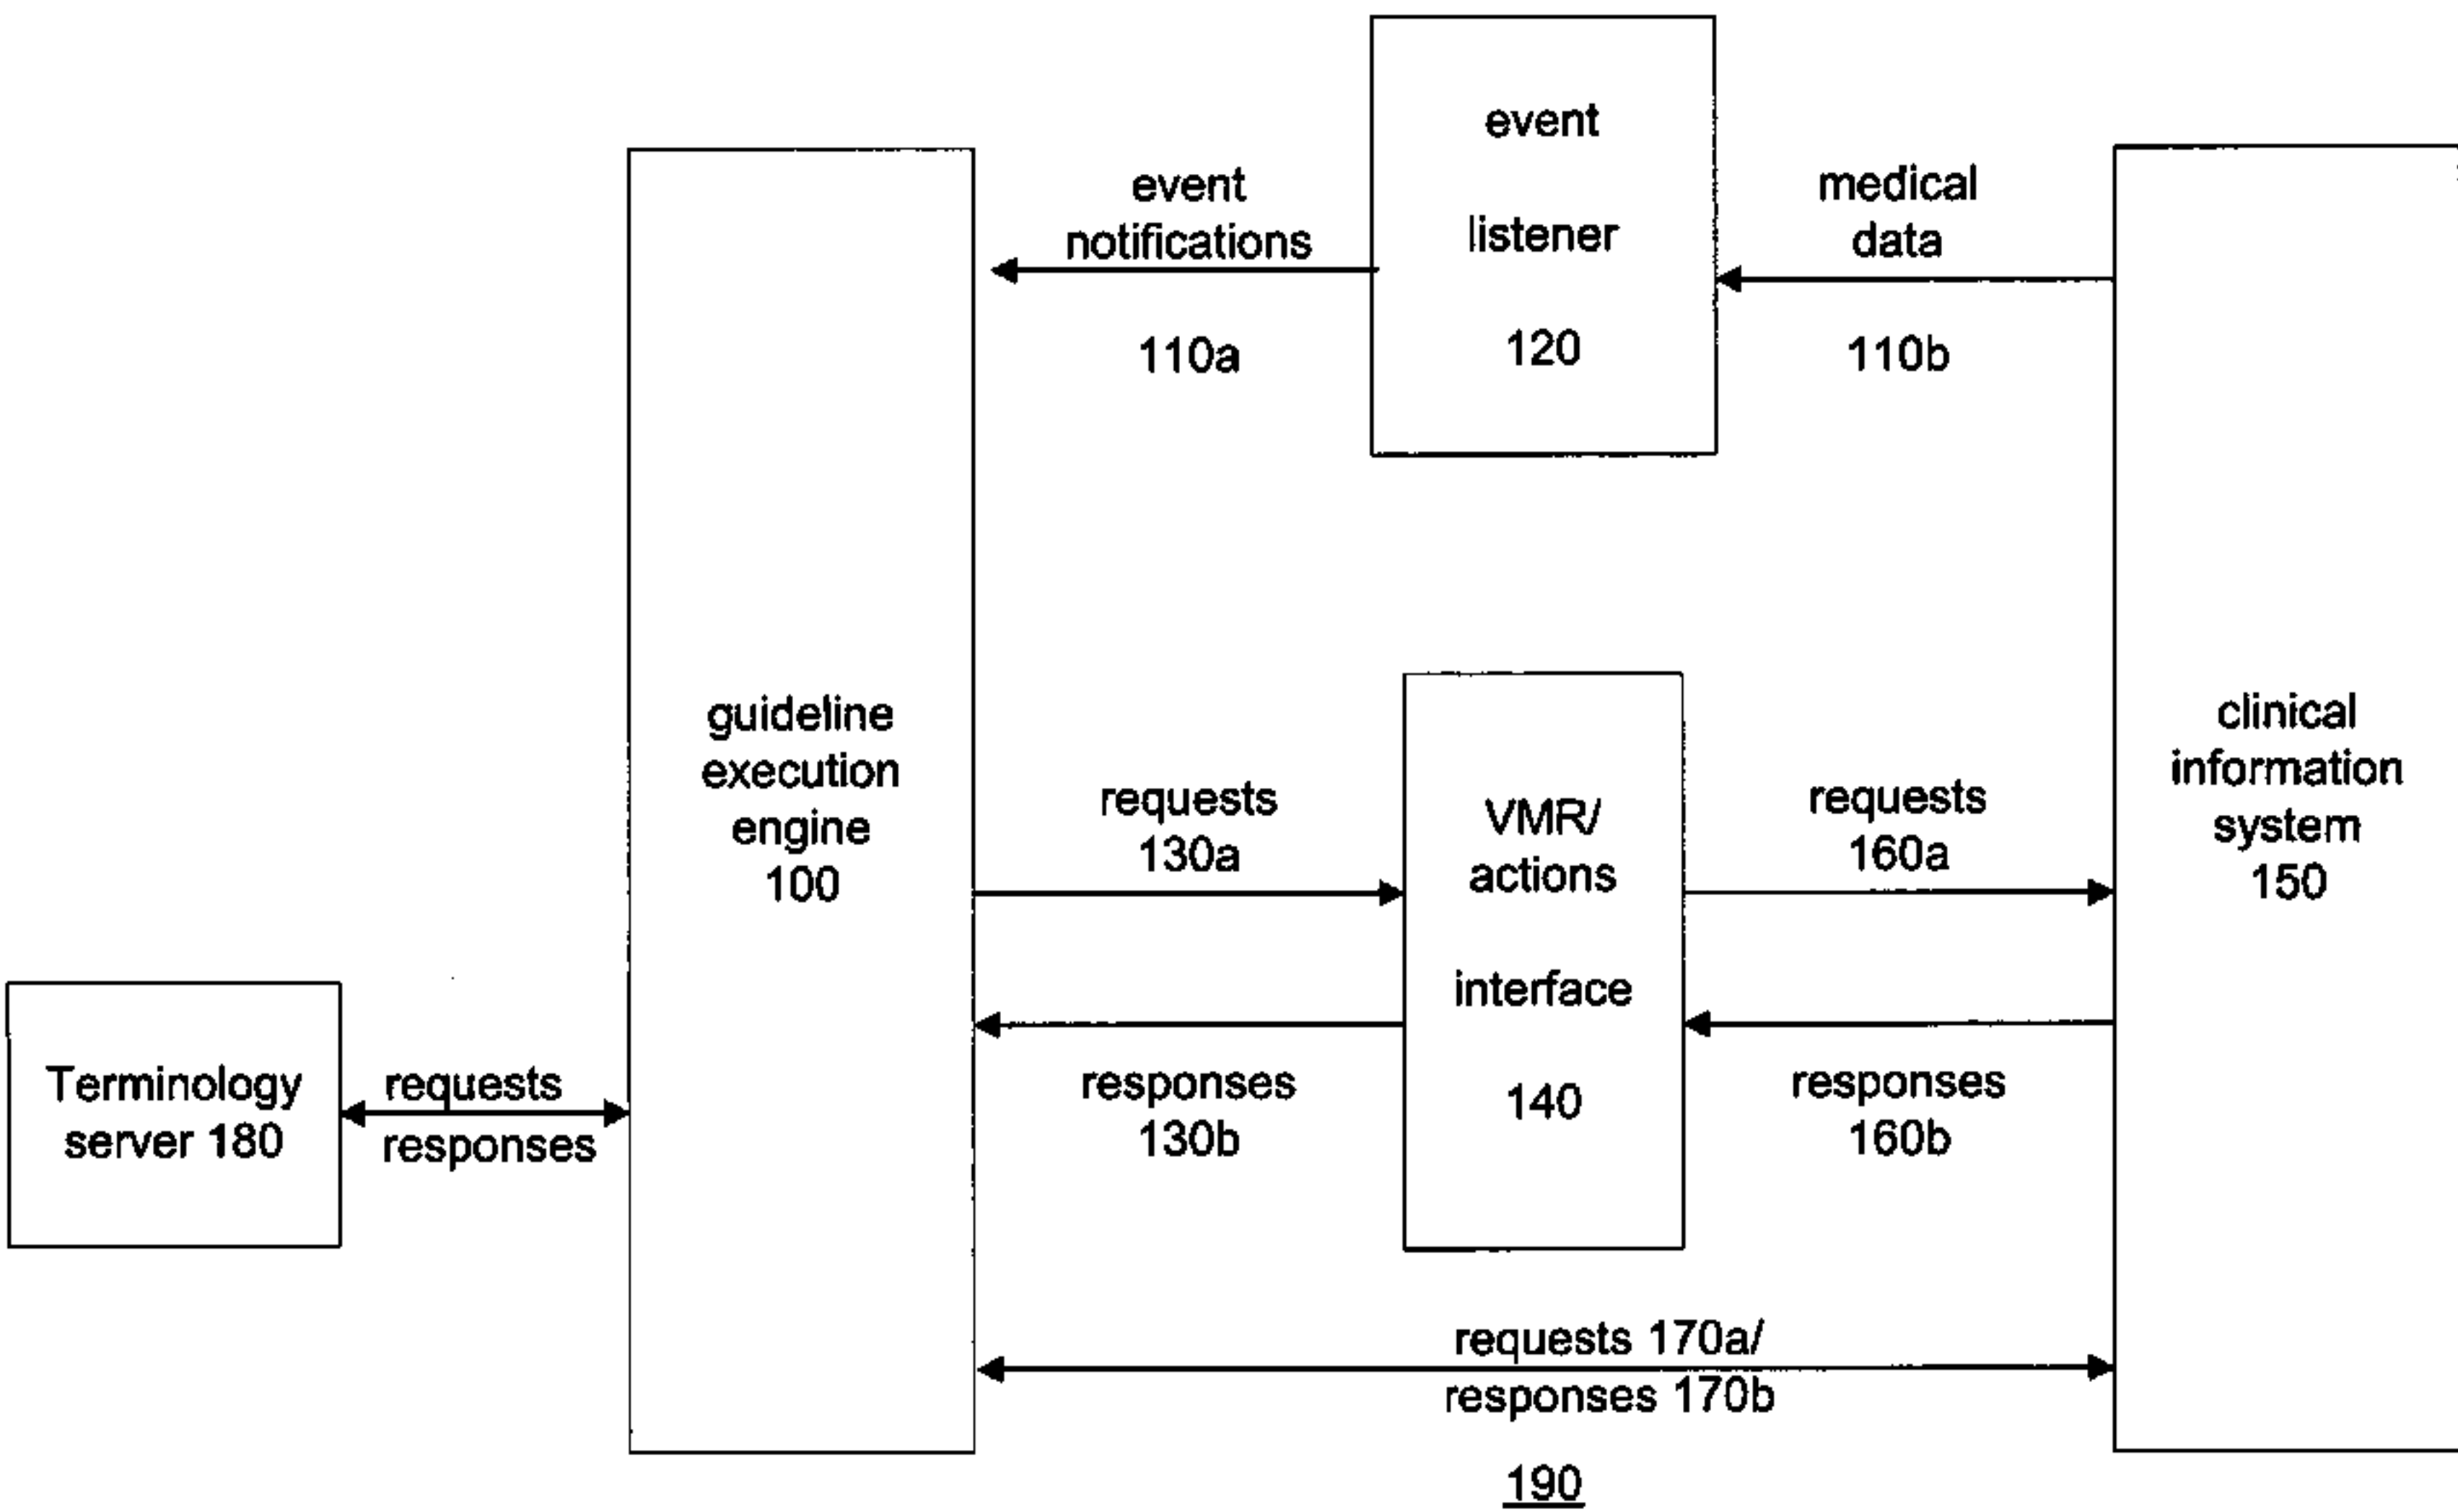 event
listener
120
event
notifications
110a
medical
data
110b
guideline
execution
engine
100
requests
130a
responses
130b
VMR/
actions
interface
140
requests
160a
responses
160b
clinical
information
system
150
Terminology
server 180
requests
responses
requests 170a/
responses 170b
190